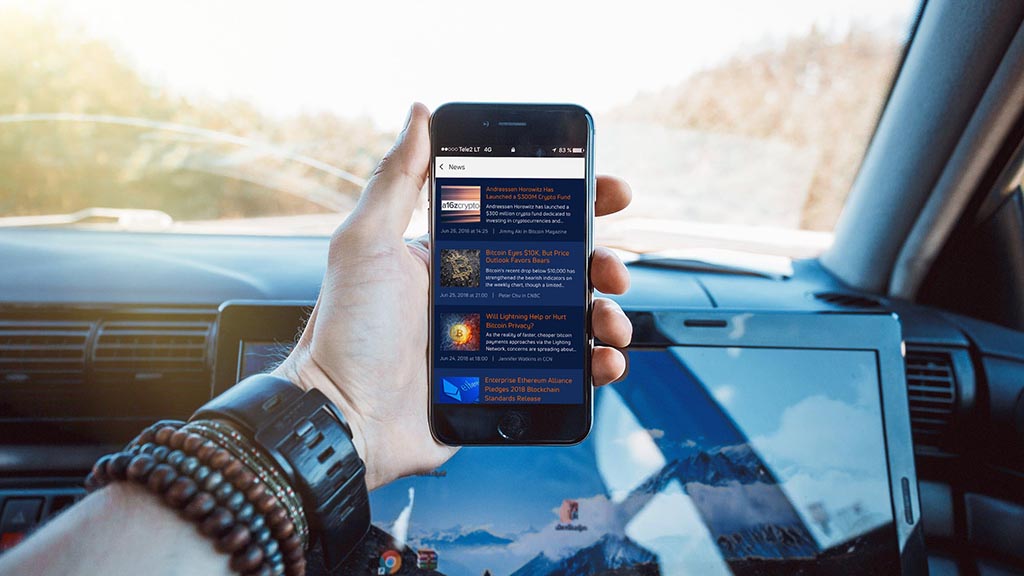 Tele2 LT 4G
83 %
News
a16zcrypto
Andreessen Horowitz Has
Launched a $300M Crypto Fund
Andreessen Horowitz has launched a
$300 million crypto fund dedicated to
investing in cryptocurrencies and...
Jun 25, 2018 at 14:25 | Jimmy Aki in Bitcoin Magazine
Bitcoin Eyes $10K, But Price
Outlook Favors Bears
Bitcoin's recent drop below $10,000 has
strengthened the bearish indicators on
the weekly chart, though a limited...
Jun 25, 2018 at 21:00 | Peter Chu in CNBC
Will Lightning Help or Hurt
Bitcoin Privacy?
As the reality of faster, cheaper bitcoin
payments approaches via the Lighting
Network, concerns are spreading about...
Jun 24, 2018 at 18:00 | Jennifer Watkins in CCN
Enterprise Ethereum Alliance
Pledges 2018 Blockchain
Standards Release